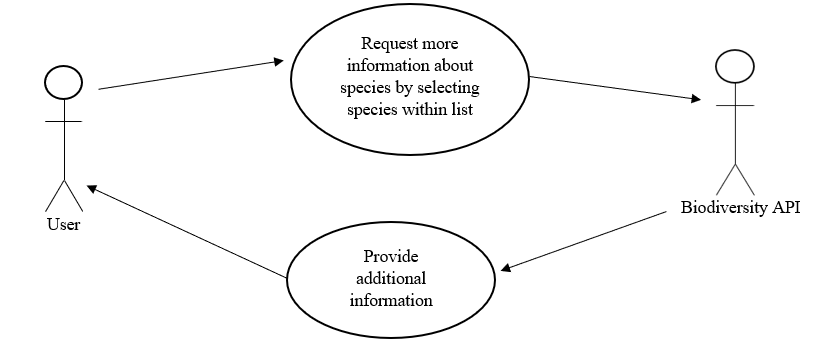 Request more
information about
species by selecting
species within list
User
Biodiversity API
Provide
additional
information